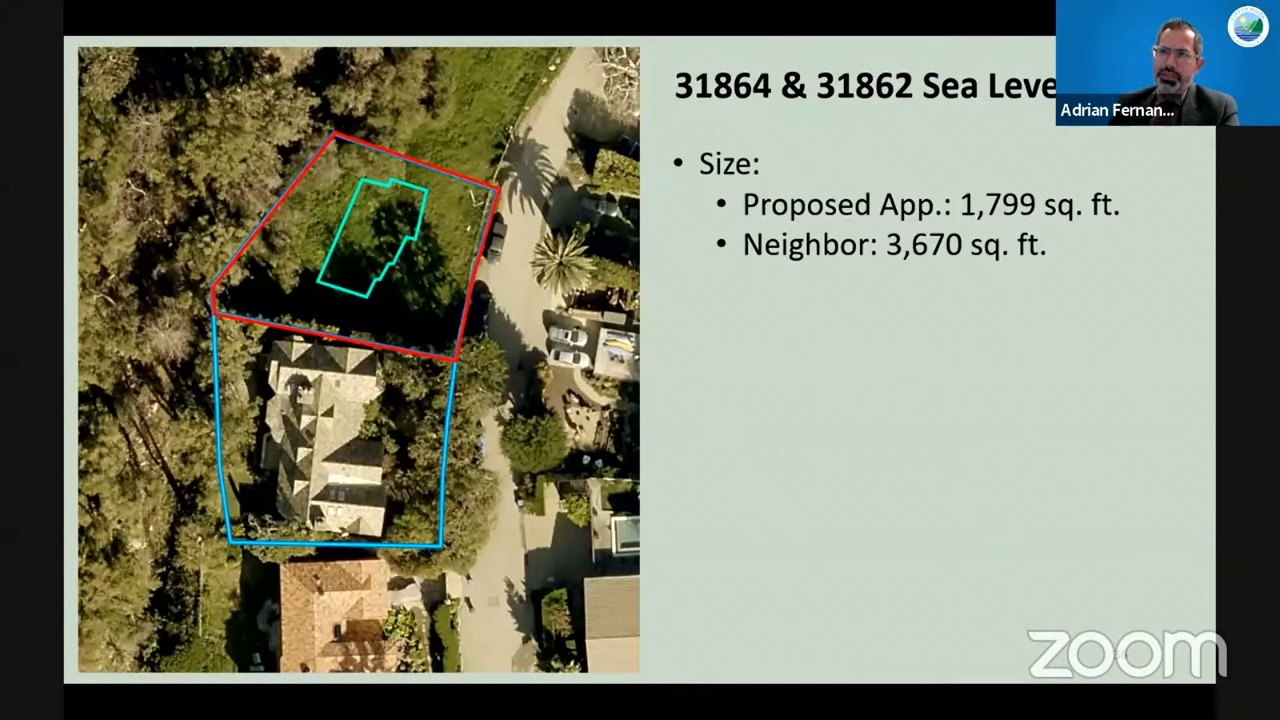 31864 & 31862 Sea Leve
Adrian Fernan...
• Size:
• Proposed App.: 1,799 sq. ft.
• Neighbor: 3,670 sq. ft.
zoom